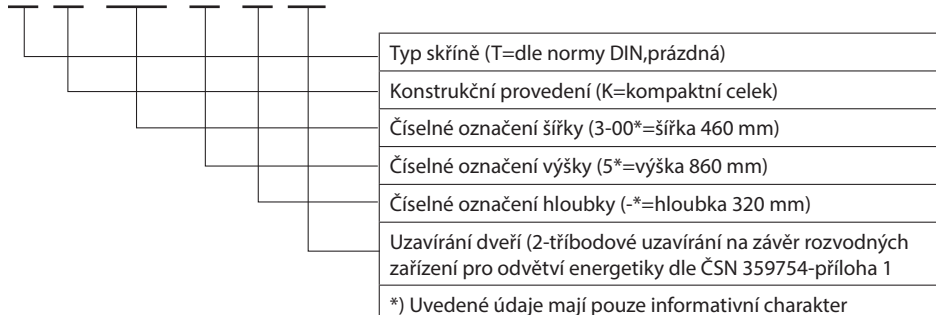 Typ skříně (T=dle normy DIN,prázdná)
Konstrukční provedení (K=kompaktní celek)
Číselné označení šířky (3-00*=šířka 460 mm)
Číselné označení výšky (5*=výška 860 mm)
Číselné označení hloubky (-*=hloubka 320 mm)
Uzavírání dveří (2-tříbodové uzavírání na závěr rozvodných
zařízení pro odvětví energetiky dle ČSN 359754-příloha 1
*) Uvedené údaje mají pouze informativní charakter